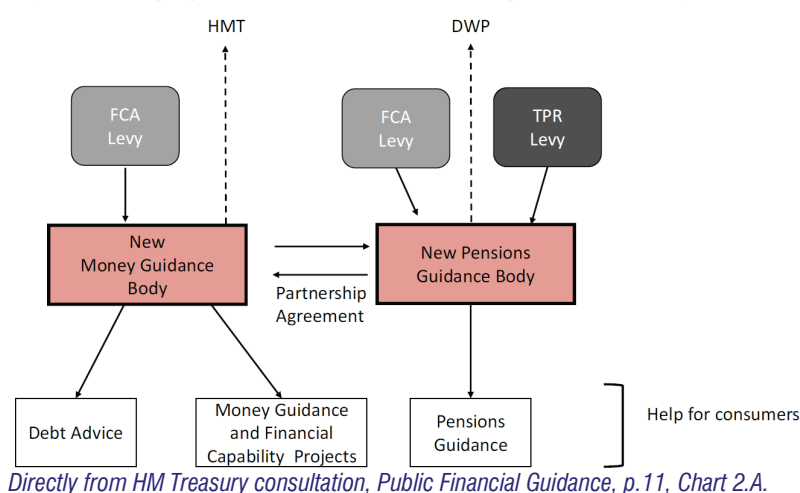 HMT
DWP
FCA
Levy
FCA
Levy
TPR
Levy
New
Money Guidance
Body
New Pensions
Guidance Body
Partnership
Agreement
Debt Advice
Money Guidance
and Financial
Capability Projects
Pensions
Guidance
Help for consumers
Directly from HM Treasury consultation, Public Financial Guidance, p.11, Chart 2.A.